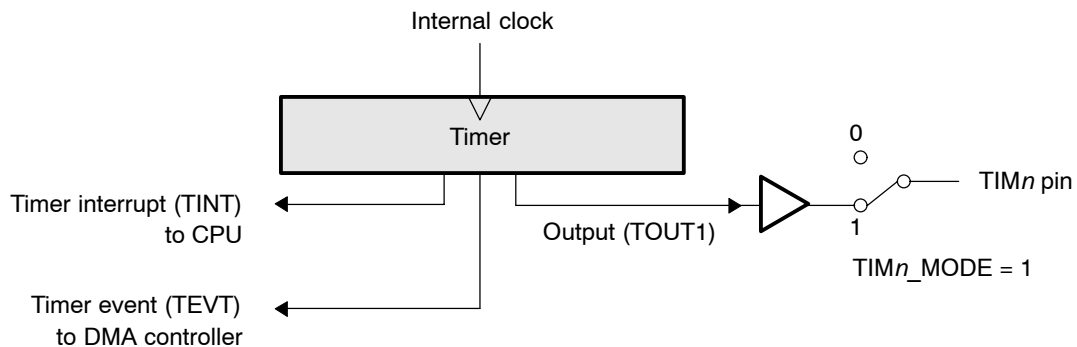 Internal clock
Timer
0
TIMn pin
Timer interrupt (TINT)
to CPU
Output (TOUT1)
1
TIMn_MODE = 1
Timer event (TEVT)
to DMA controller